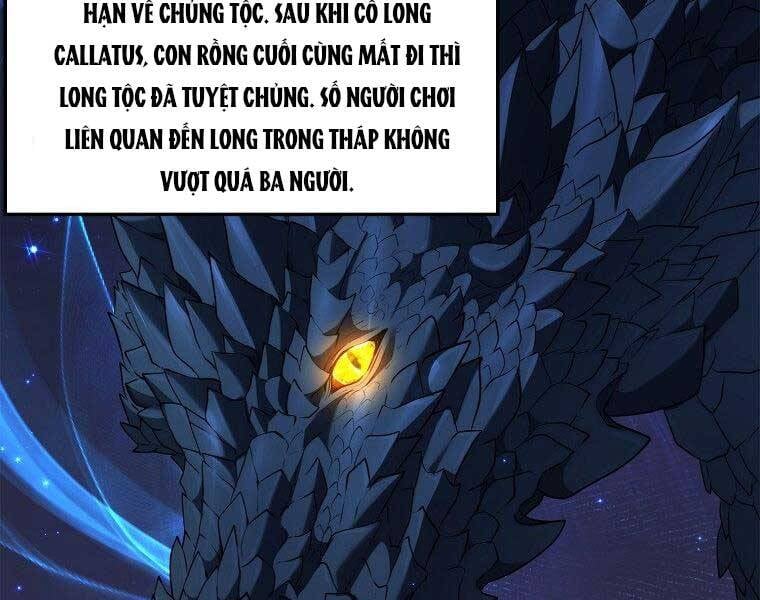 HẠN VỀ CHỦNG TỘC. SAU KHI CỔ LONG
CALLATUS, CON RỒNG CUỐI CÙNG MẤT ĐI THÌ
LONG TỘC ĐÃ TUYỆT CHỦNG. SỐ NGƯỜI CHƠI
LIÊN QUAN ĐẾN LONG TRONG THÁP KHÔNG
VƯỢT QUÁ BA NGƯỜI.